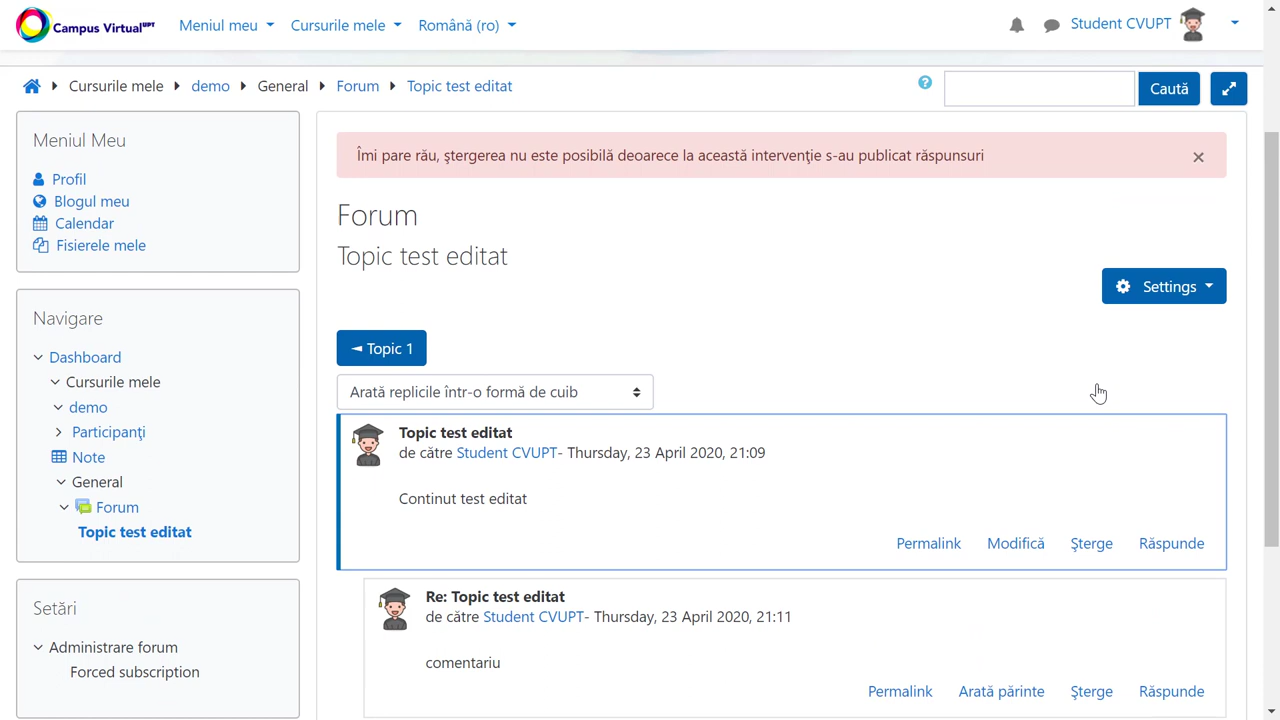 Campus Virtual UPT Meniul meu Cursurile mele Română (ro) Student CVUPT
Cursurile mele demo General Forum Topic test editat Caută
Meniul Meu
Profil
Blogul meu
Calendar
Fisierele mele
Navigare
Dashboard
Cursurile mele
demo
Participanţi
Note
General
Forum
Topic test editat
Setări
Administrare forum
Forced subscription
Îmi pare rău, ştergerea nu este posibilă deoarece la această intervenţie s-au publicat răspunsuri ×
Forum
Topic test editat
Settings
◄ Topic 1
Arată replicile într-o formă de cuib
Topic test editat
de către Student CVUPT- Thursday, 23 April 2020, 21:09
Continut test editat
Permalink Modifică Şterge Răspunde
Re: Topic test editat
de către Student CVUPT- Thursday, 23 April 2020, 21:11
comentariu
Permalink Arată părinte Şterge Răspunde